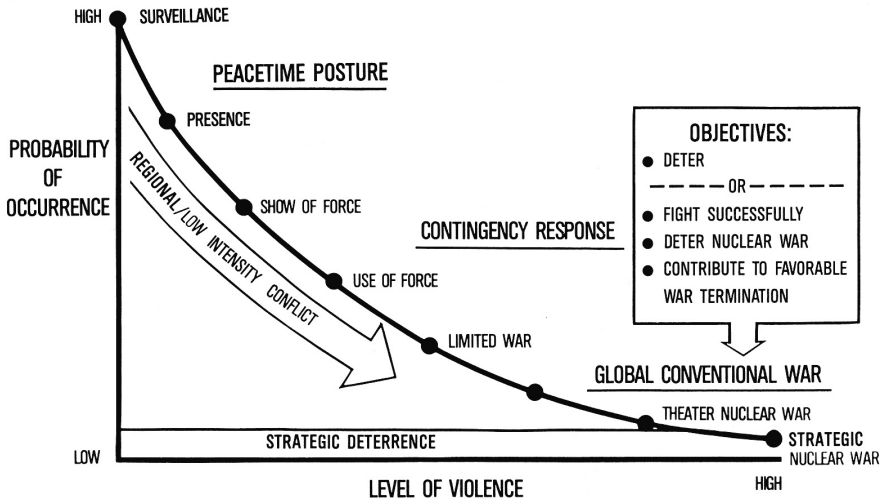 HIGH
SURVEILLANCE
PEACETIME POSTURE
PRESENCE
PROBABILITY
OF
OCCURRENCE
REGIONAL/LOW INTENSITY CONFLICT
SHOW OF FORCE
CONTINGENCY RESPONSE
USE OF FORCE
LIMITED WAR
OBJECTIVES:
DETER
OR
FIGHT SUCCESSFULLY
DETER NUCLEAR WAR
CONTRIBUTE TO FAVORABLE
WAR TERMINATION
GLOBAL CONVENTIONAL WAR
THEATER NUCLEAR WAR
STRATEGIC
NUCLEAR WAR
STRATEGIC DETERRENCE
LOW
LEVEL OF VIOLENCE
HIGH